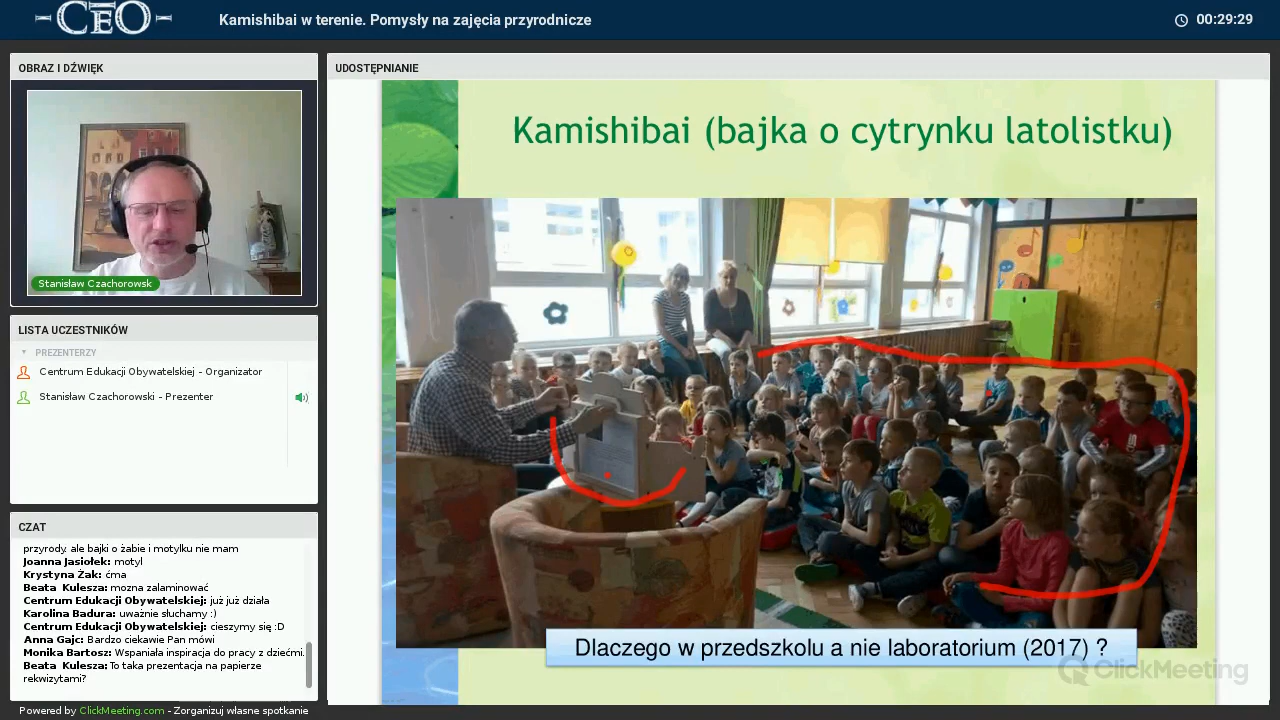 CEO
Kamishibai w terenie. Pomysły na zajęcia przyrodnicze
00:29:29
OBRAZ I DŹWIĘK
Stanisław Czachorowsk
LISTA UCZESTNIKÓW
PREZENTERZY
Centrum Edukacji Obywatelskiej - Organizator
Stanisław Czachorowski - Prezenter
CZAT
przyrody. ale bajki o żabie i motylku nie mam
Joanna Jasiołek: motyl
Krystyna Żak: ćma
Beata Kulesza: mozna zalaminować
Centrum Edukacji Obywatelskiej: już już działa
Karolina Badura: uważnie słuchamy :)
Centrum Edukacji Obywatelskiej: cieszymy się :D
Anna Gajc: Bardzo ciekawie Pan mówi
Monika Bartosz: Wspaniała inspiracja do pracy z dziećmi.
Beata Kulesza: To taka prezentacja na papierze
rekwizytami?
Powered by ClickMeeting.com - Zorganizuj własne spotkanie
UDOSTĘPNIANIE
Kamishibai (bajka o cytrynku latolistku)
Dlaczego w przedszkolu a nie laboratorium (2017) ?
ClickMeeting